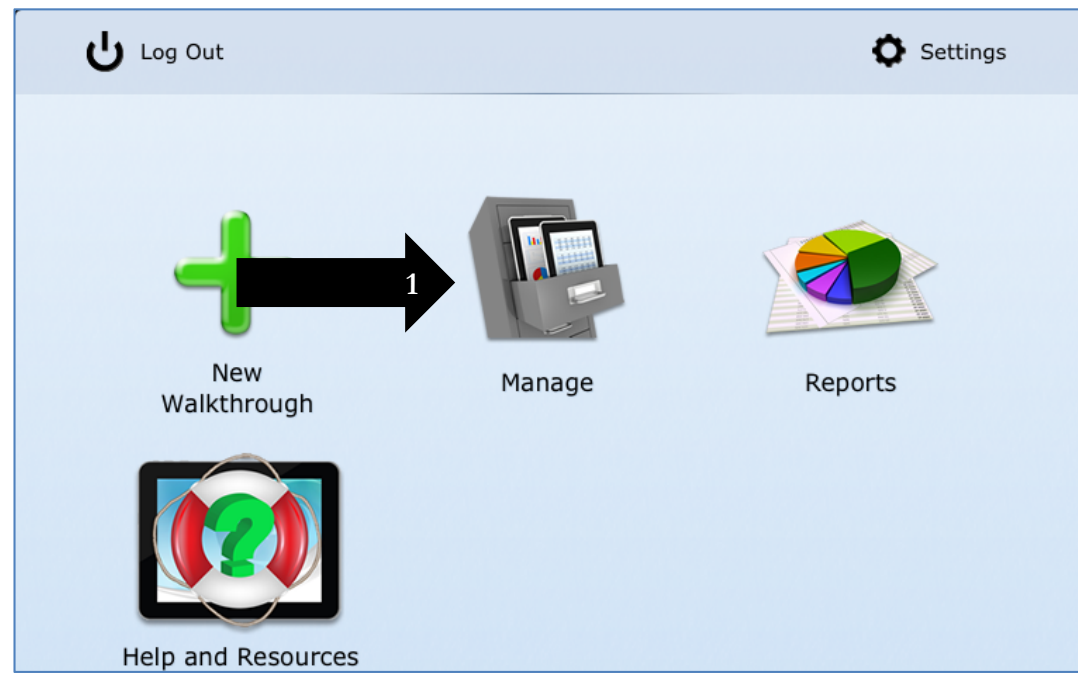 Log Out
Settings
1
New
Walkthrough
Manage
Reports
Help and Resources